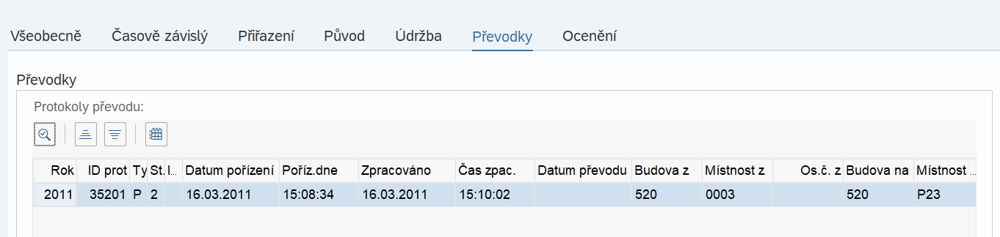 Všeobecně Časově závislý Přiřazení Původ Údržba Převodky Ocenění
Převodky
Protokoly převodu:
Rok ID prot Ty St. I... Datum pořízení Poříz.dne Zpracováno Čas zpac. Datum převodu Budova z Místnost z Os.č. z Budova na Místnost ...
2011 35201 P 2 16.03.2011 15:08:34 16.03.2011 15:10:02 520 0003 520 P23